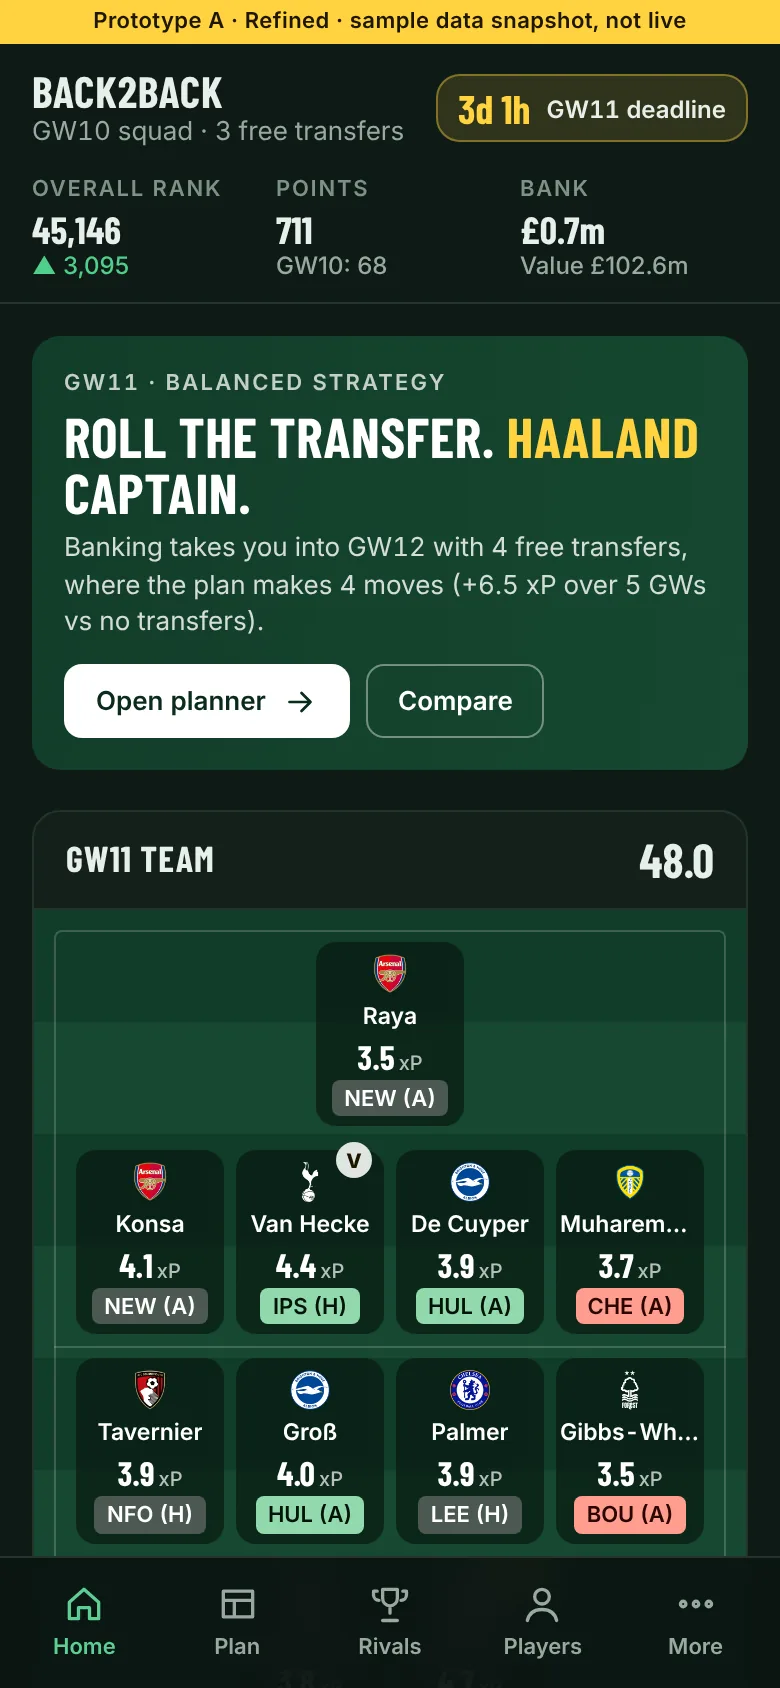 Prototype A · Refined · sample data snapshot, not live
BACK2BACK
GW10 squad · 3 free transfers
3d 1h GW11 deadline
OVERALL RANK
45,146
▲ 3,095
POINTS
711
GW10: 68
BANK
£0.7m
Value £102.6m
GW11 · BALANCED STRATEGY
ROLL THE TRANSFER. HAALAND
CAPTAIN.
Banking takes you into GW12 with 4 free transfers,
where the plan makes 4 moves (+6.5 xP over 5 GWs
vs no transfers).
Open planner →
Compare
GW11 TEAM
48.0
Arsenal
Raya
3.5 xP
NEW (A)
Arsenal
Konsa
4.1 xP
NEW (A)
V
Van Hecke
4.4 xP
IPS (H)
De Cuyper
3.9 xP
HUL (A)
Muharem...
3.7 xP
CHE (A)
Tavernier
3.9 xP
NFO (H)
Groß
4.0 xP
HUL (A)
Palmer
3.9 xP
LEE (H)
FOREST
Gibbs-Wh...
3.5 xP
BOU (A)
Home
Plan
Rivals
Players
More